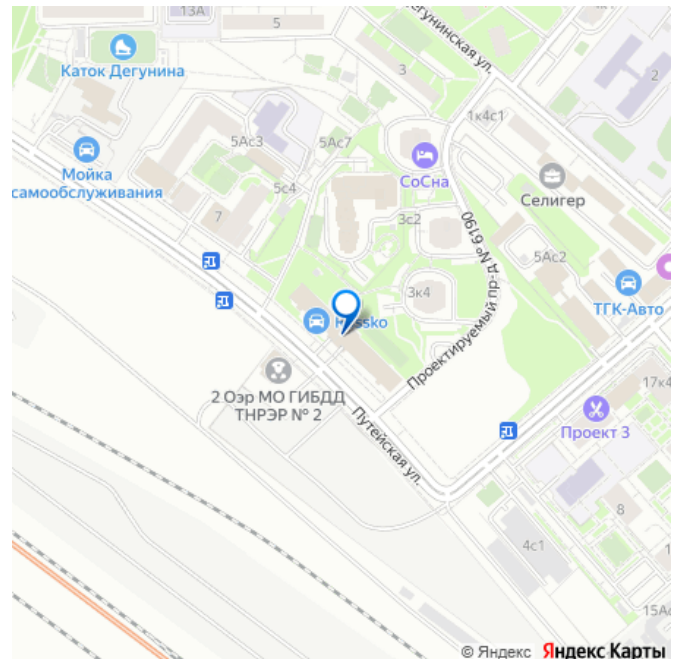 13А
5
Каток Дегунина
3
Дегунинская ул.
2
1к4с1
5Ас3
5Ас7
СоСна
Мойка
самообслуживания
5с4
7
3с2
Селигер
Проектируемый пр-д № 6190
5Ас2
3к4
ТГК-Авто
2 Оэр МО ГИБДД
ТНРЭР № 2
Путейская ул.
17к4
Проект 3
8
4с1
1
15А
© Яндекс Яндекс Карты